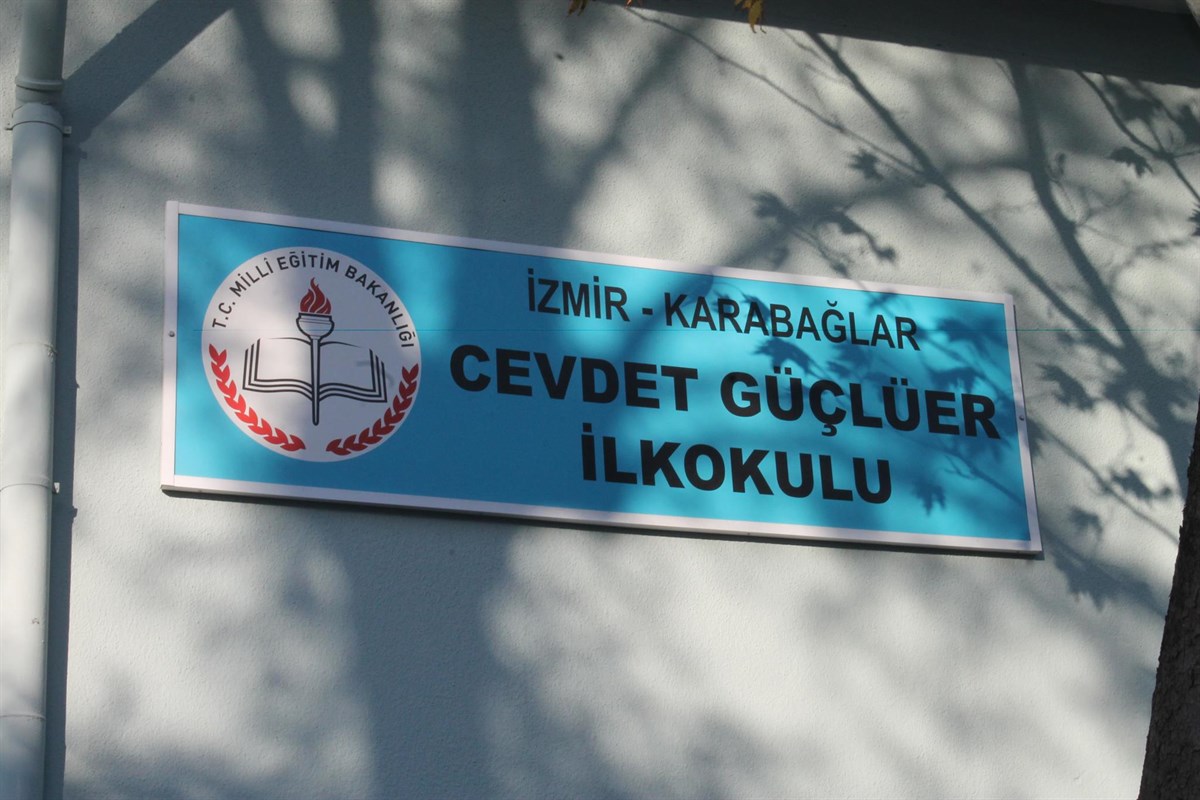 T.C. MİLLİ EĞİTİM BAKANLIĞI
İZMİR - KARABAĞLAR
CEVDET GÜÇLÜER
İLKOKULU